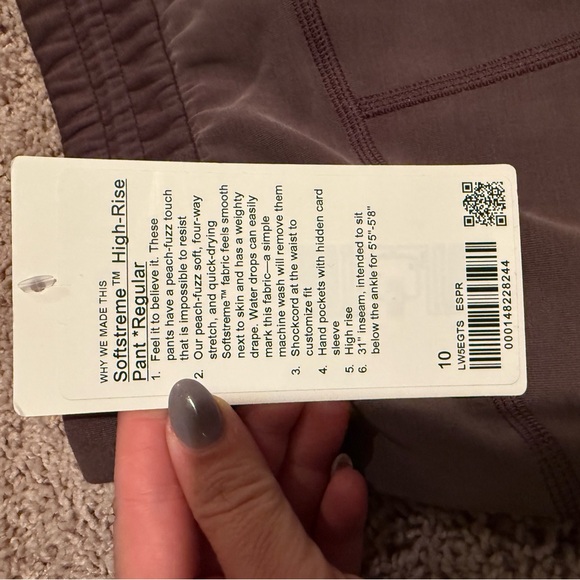 WHY WE MADE THIS
Softstreme™ High-Rise
Pant *Regular
1. Feel it to believe it. These
pants have a peach-fuzz touch
that is impossible to resist
2. Our peach-fuzz soft, four-way
stretch, and quick-drying
Softstreme™ fabric feels smooth
next to skin and has a weighty
drape. Water drops can easily
mark this fabric—a simple
machine wash will remove them
3. Shockcord at the waist to
customize fit
4. Hand pockets with hidden card
sleeve
5. High rise
6. 31" Inseam, intended to sit
below the ankle for 5'5"-5'8"
10
LW5EGTS ESPR
000148228244